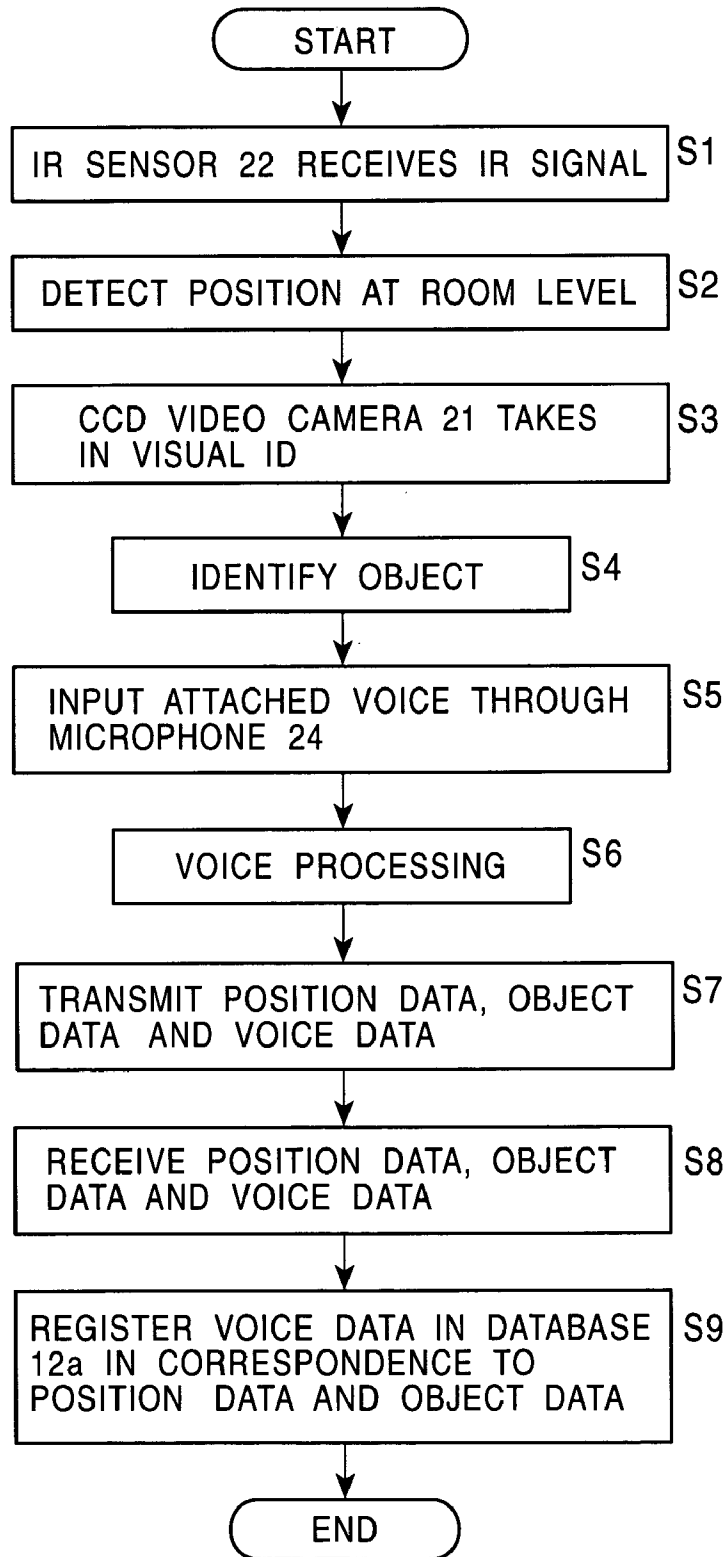 START
IR SENSOR 22 RECEIVES IR SIGNAL
S1
DETECT POSITION AT ROOM LEVEL
S2
CCD VIDEO CAMERA 21 TAKES
IN VISUAL ID
S3
IDENTIFY OBJECT
S4
INPUT ATTACHED VOICE THROUGH
MICROPHONE 24
S5
VOICE PROCESSING
S6
TRANSMIT POSITION DATA, OBJECT
DATA AND VOICE DATA
S7
RECEIVE POSITION DATA, OBJECT
DATA AND VOICE DATA
S8
REGISTER VOICE DATA IN DATABASE
12a IN CORRESPONDENCE TO
POSITION DATA AND OBJECT DATA
S9
END